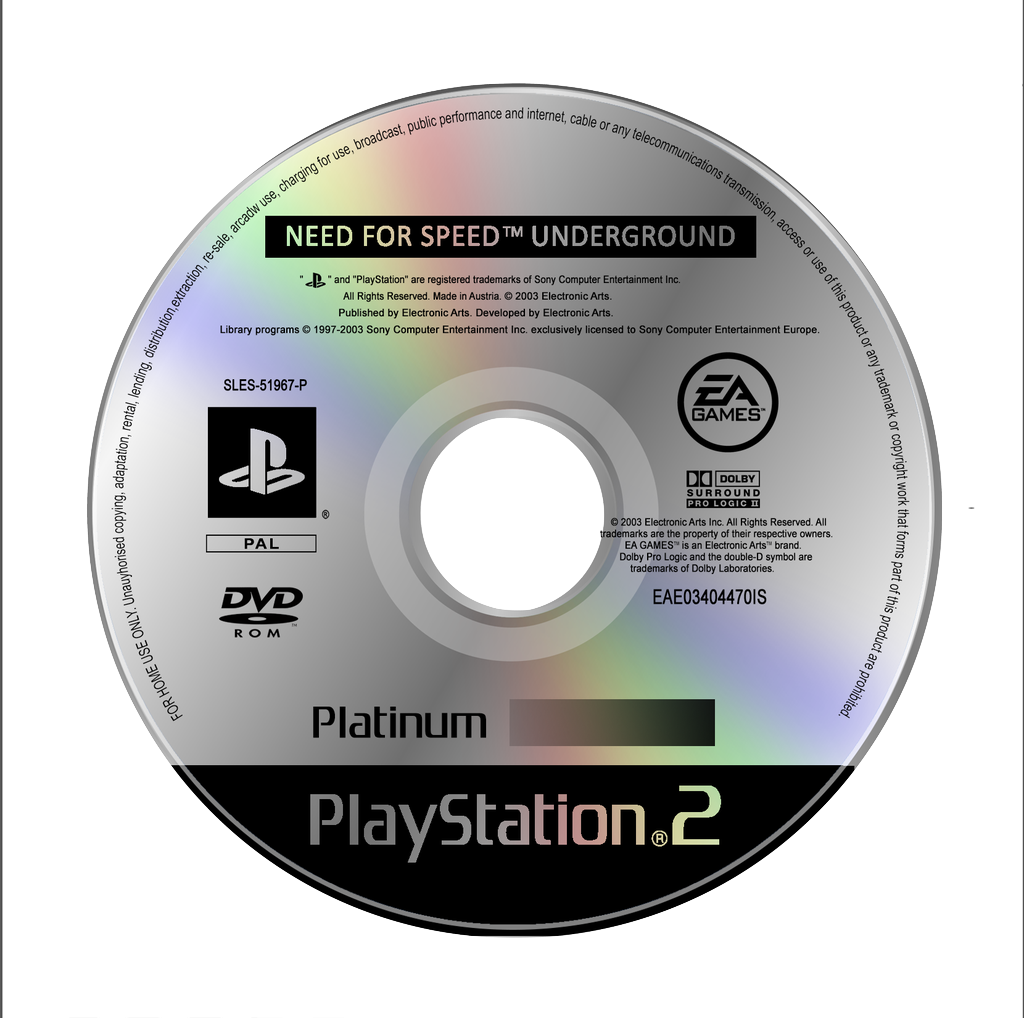 FOR HOME USE ONLY. Unauyhorised copying, adaptation, rental, lending, distribution,extraction, re-sale, arcadw use, charging for use, broadcast, public performance and internet, cable or any telecommunications transmission, access or use of this product or any trademark or copyright work that forms part of this product are prohibited.
NEED FOR SPEED™ UNDERGROUND
" " and "PlayStation" are registered trademarks of Sony Computer Entertainment Inc.
All Rights Reserved. Made in Austria. © 2003 Electronic Arts.
Published by Electronic Arts. Developed by Electronic Arts.
Library programs © 1997-2003 Sony Computer Entertainment Inc. exclusively licensed to Sony Computer Entertainment Europe.
SLES-51967-P
®
PAL
DVD
ROM™
EA
GAMES™
DOLBY
SURROUND
PRO LOGIC II
© 2003 Electronic Arts Inc. All Rights Reserved. All
trademarks are the property of their respective owners.
EA GAMES™ is an Electronic Arts™ brand.
Dolby Pro Logic and the double-D symbol are
trademarks of Dolby Laboratories.
EAE03404470IS
Platinum
PlayStation®2